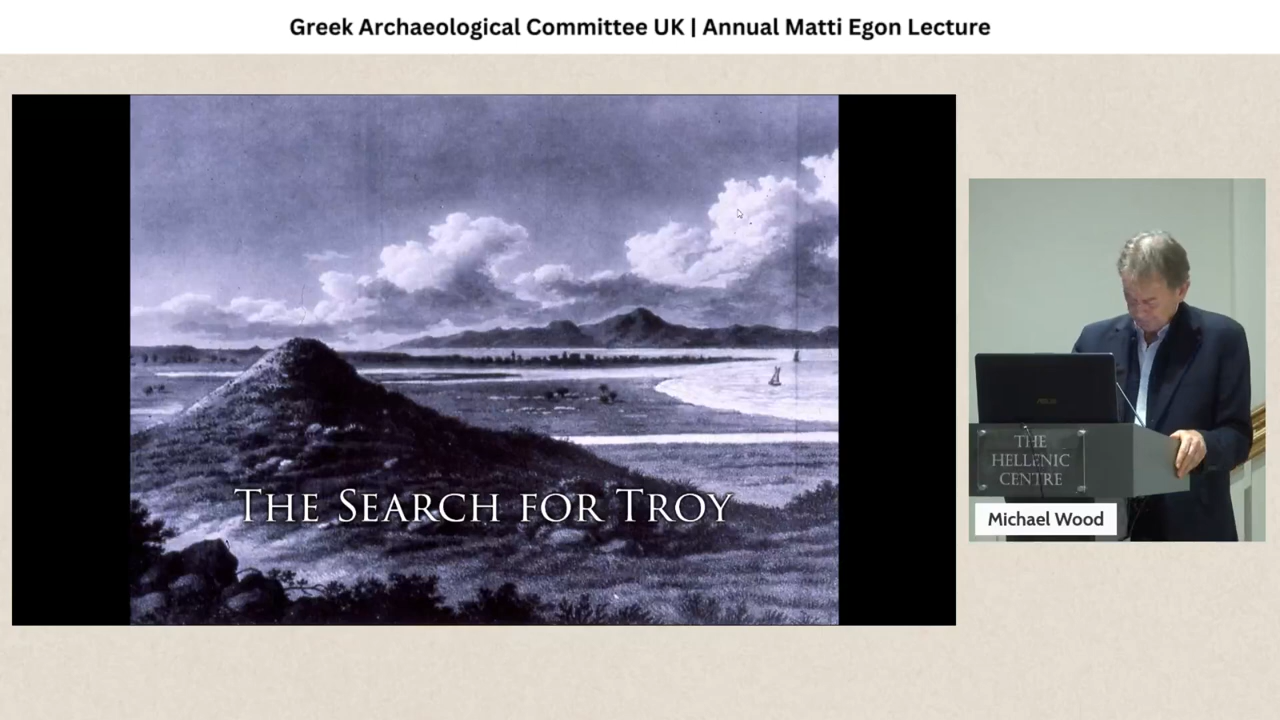 Greek Archaeological Committee UK | Annual Matti Egon Lecture
THE SEARCH FOR TROY
THE
HELLENIC
CENTRE
Michael Wood